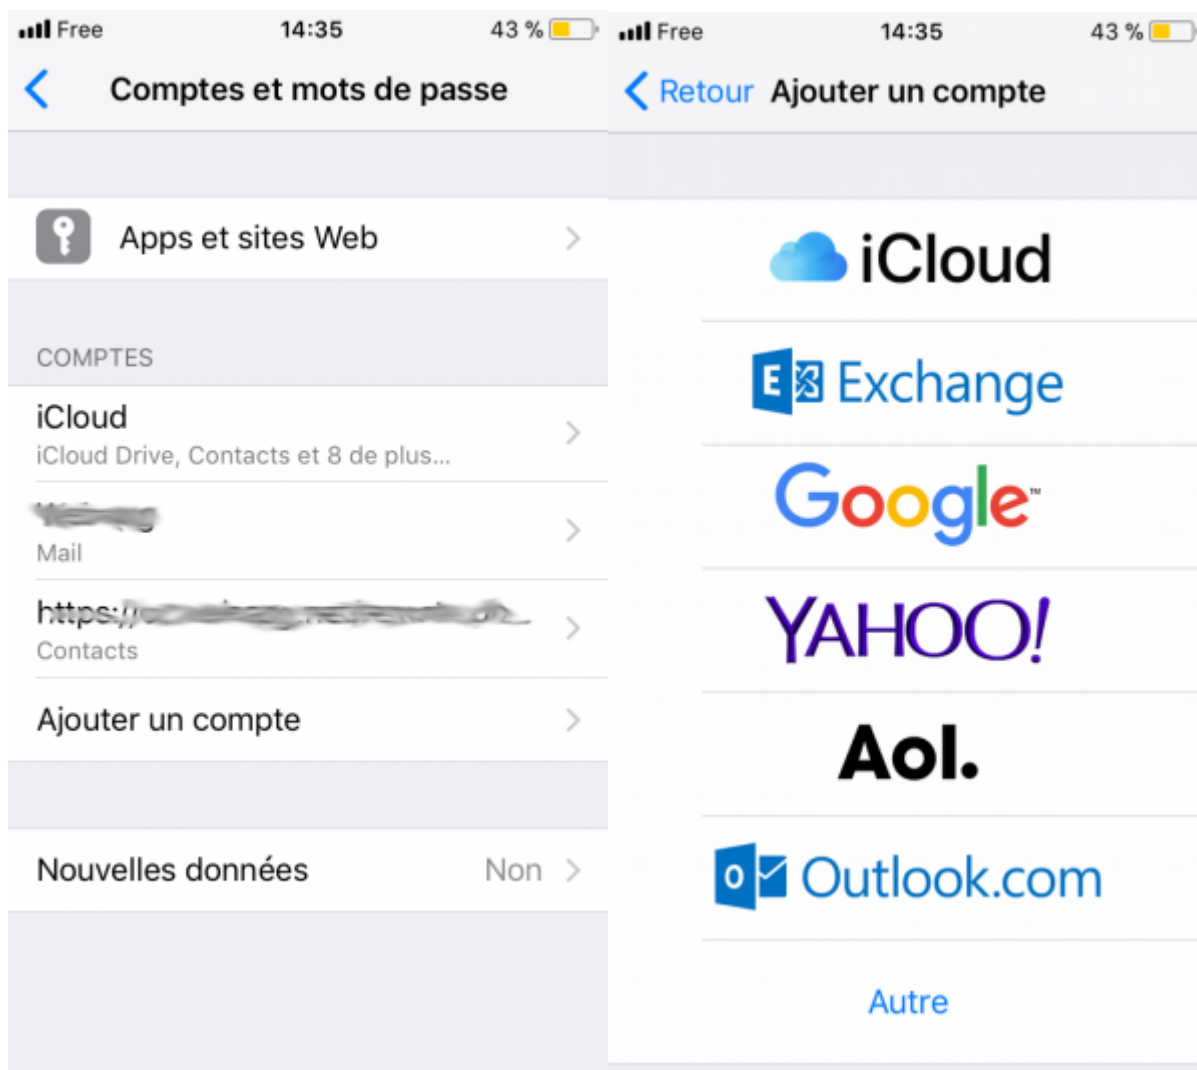 Free 14:35 43 %
Comptes et mots de passe
Apps et sites Web
COMPTES
iCloud
iCloud Drive, Contacts et 8 de plus...
Mail
https://
Contacts
Ajouter un compte
Nouvelles données Non
Free 14:35 43 %
Retour Ajouter un compte
iCloud
E Exchange
Google™
YAHOO!
Aol.
o Outlook.com
Autre